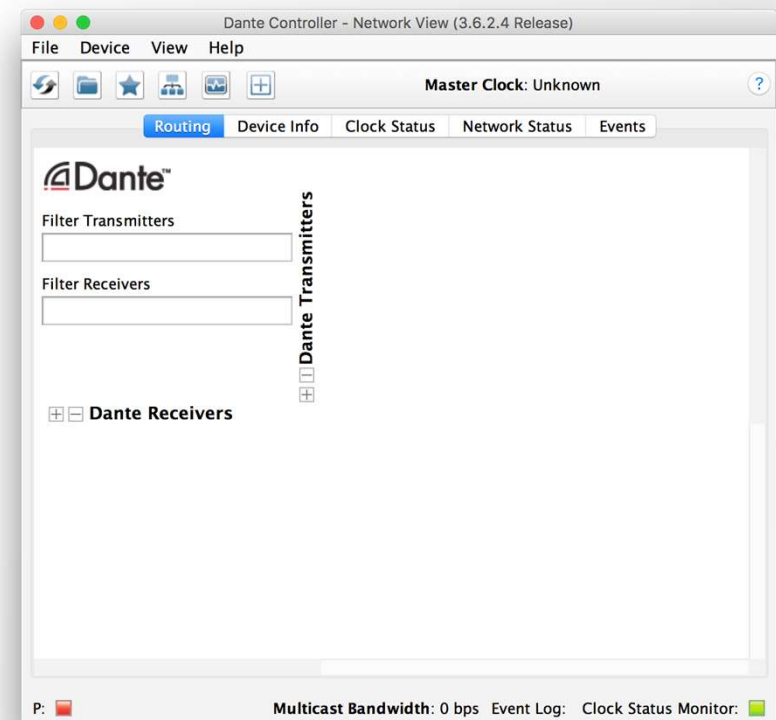 Dante Controller - Network View (3.6.2.4 Release)
File Device View Help
Master Clock: Unknown
?
Routing Device Info Clock Status Network Status Events
Dante™
Filter Transmitters
Filter Receivers
Dante Transmitters
Dante Receivers
P: Multicast Bandwidth: 0 bps Event Log: Clock Status Monitor: